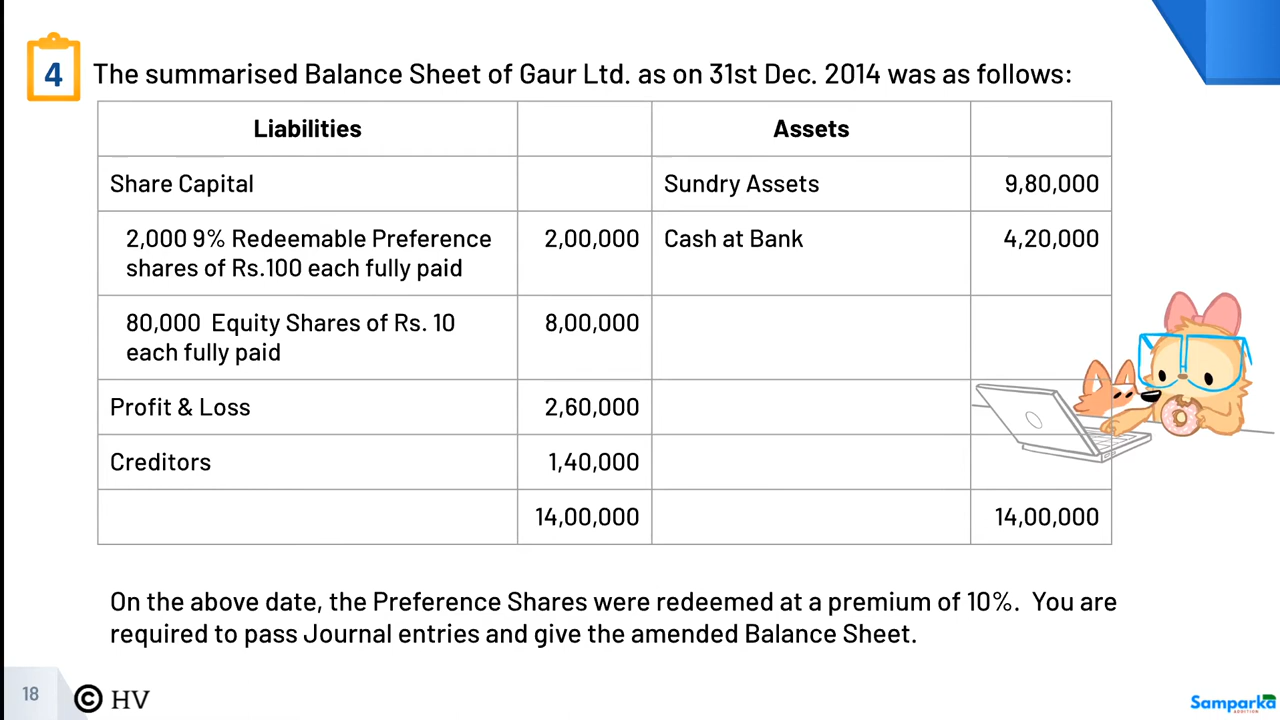 4 The summarised Balance Sheet of Gaur Ltd. as on 31st Dec. 2014 was as follows:
Liabilities Assets
Share Capital Sundry Assets 9,80,000
2,000 9% Redeemable Preference 2,00,000 Cash at Bank 4,20,000
shares of Rs.100 each fully paid
80,000 Equity Shares of Rs. 10 8,00,000
each fully paid
Profit & Loss 2,60,000
Creditors 1,40,000
14,00,000 14,00,000
On the above date, the Preference Shares were redeemed at a premium of 10%. You are
required to pass Journal entries and give the amended Balance Sheet.
18 © HV
Samparka
ADDITION